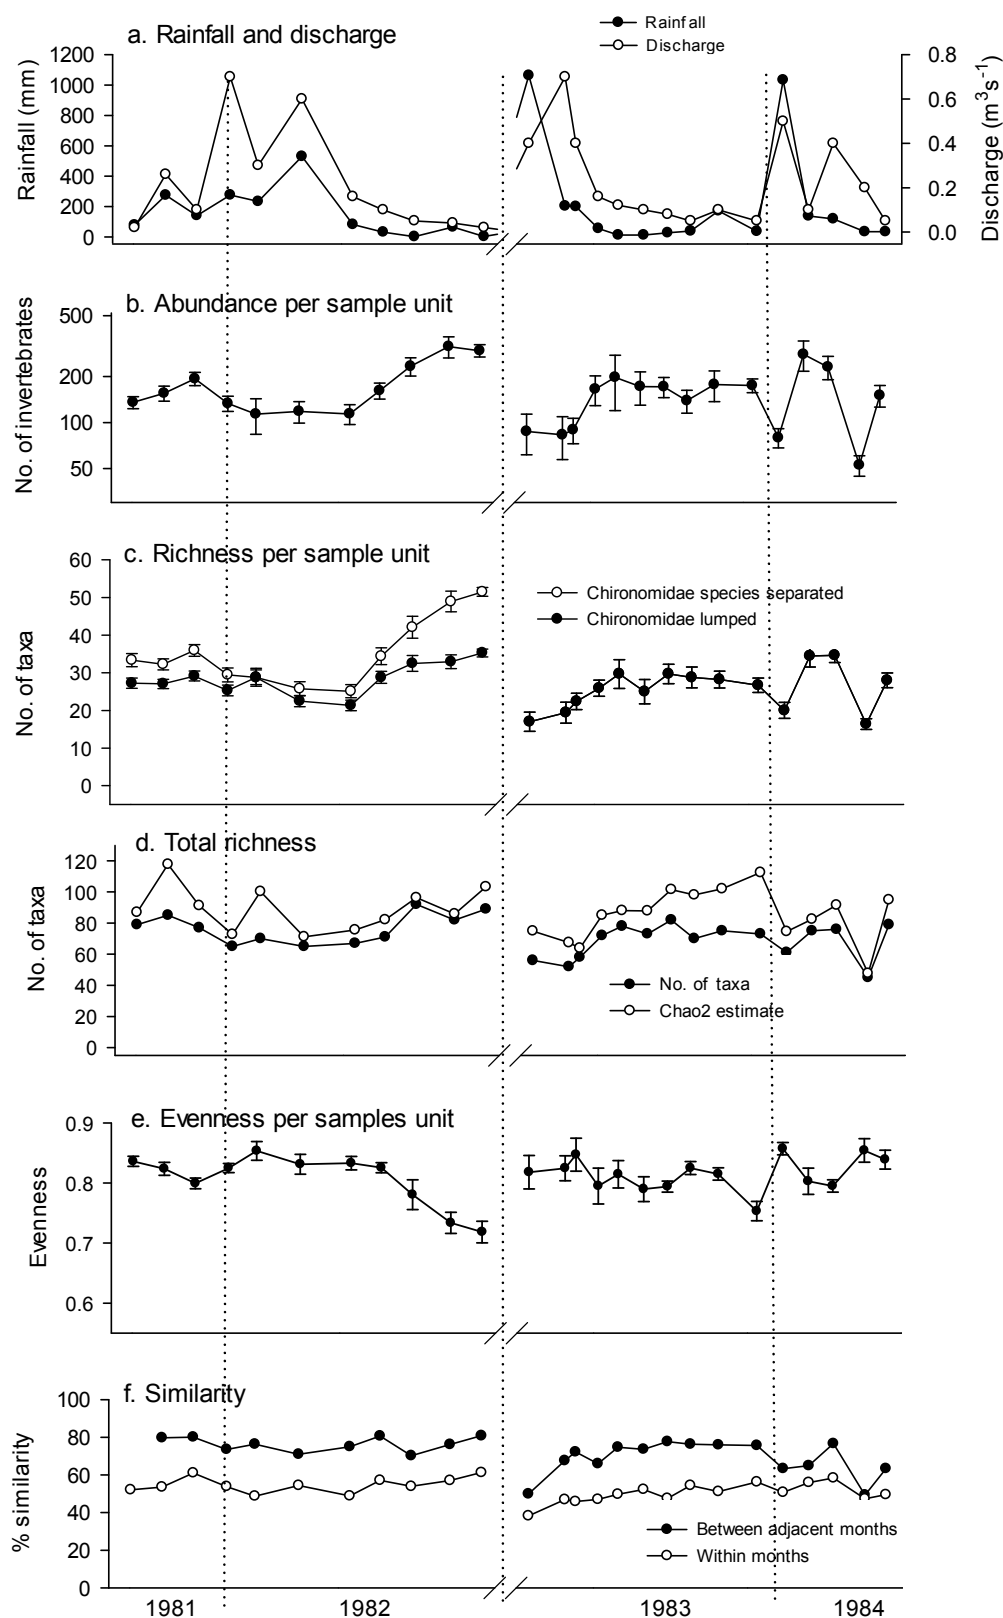 a. Rainfall and discharge
Rainfall
Discharge
1200
1000
800
600
400
200
0
Rainfall (mm)
0.8
0.6
0.4
0.2
0.0
Discharge (m3s-1)
b. Abundance per sample unit
500
200
100
50
No. of invertebrates
c. Richness per sample unit
60
50
40
30
20
10
0
No. of taxa
Chironomidae species separated
Chironomidae lumped
d. Total richness
120
100
80
60
40
20
0
No. of taxa
No. of taxa
Chao2 estimate
e. Evenness per samples unit
0.9
0.8
0.7
0.6
Evenness
f. Similarity
100
80
60
40
20
0
% similarity
Between adjacent months
Within months
1981 1982 1983 1984